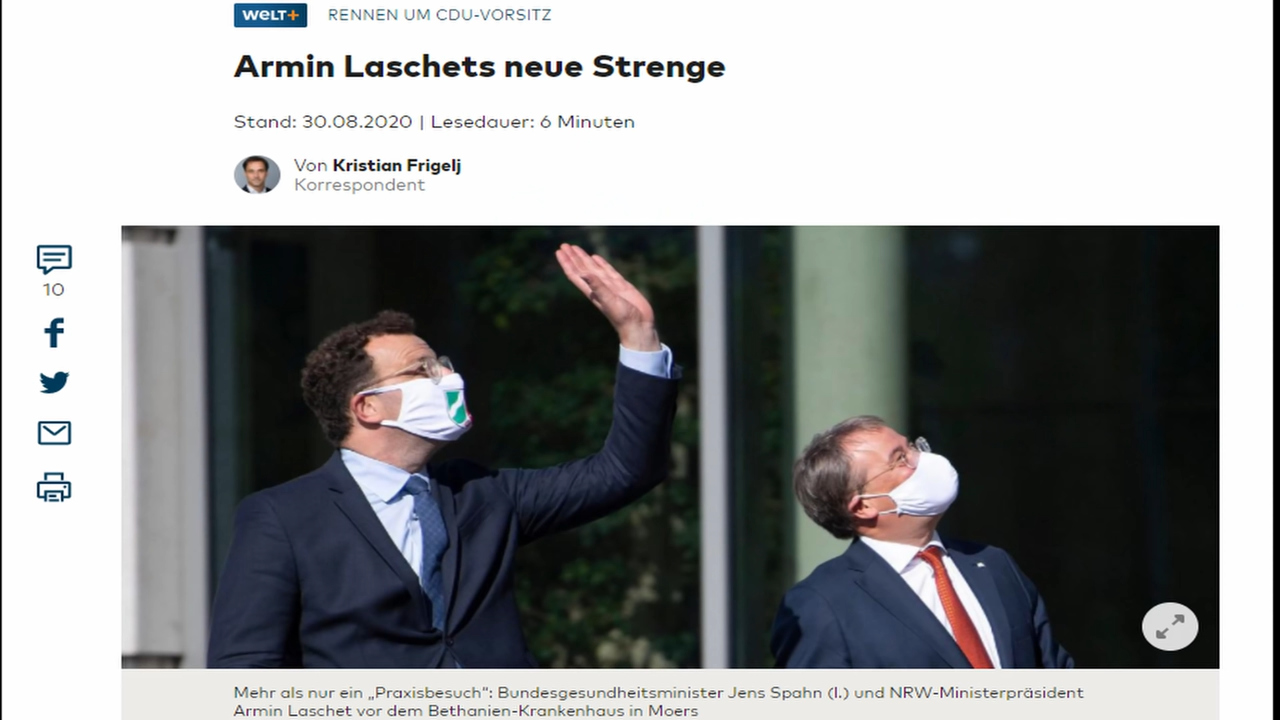 WELT+ RENNEN UM CDU-VORSITZ
Armin Laschets neue Strenge
Stand: 30.08.2020 | Lesedauer: 6 Minuten
Von Kristian Frigelj
Korrespondent
10
Mehr als nur ein „Praxisbesuch“: Bundesgesundheitsminister Jens Spahn (l.) und NRW-Ministerpräsident
Armin Laschet vor dem Bethanien-Krankenhaus in Moers